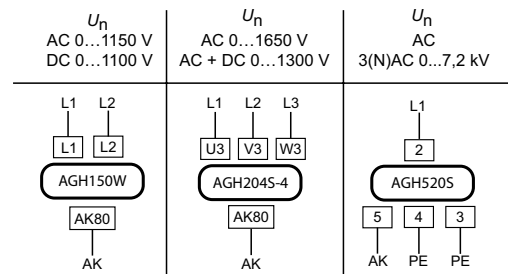 Un
AC 0...1150 V
DC 0...1100 V
L1 L2
L1 L2
AGH150W
AK80
AK
Un
AC 0...1650 V
AC + DC 0...1300 V
L1 L2 L3
U3 V3 W3
AGH204S-4
AK80
AK
Un
AC
3(N)AC 0...7,2 kV
L1
2
AGH520S
5 4 3
AK PE PE